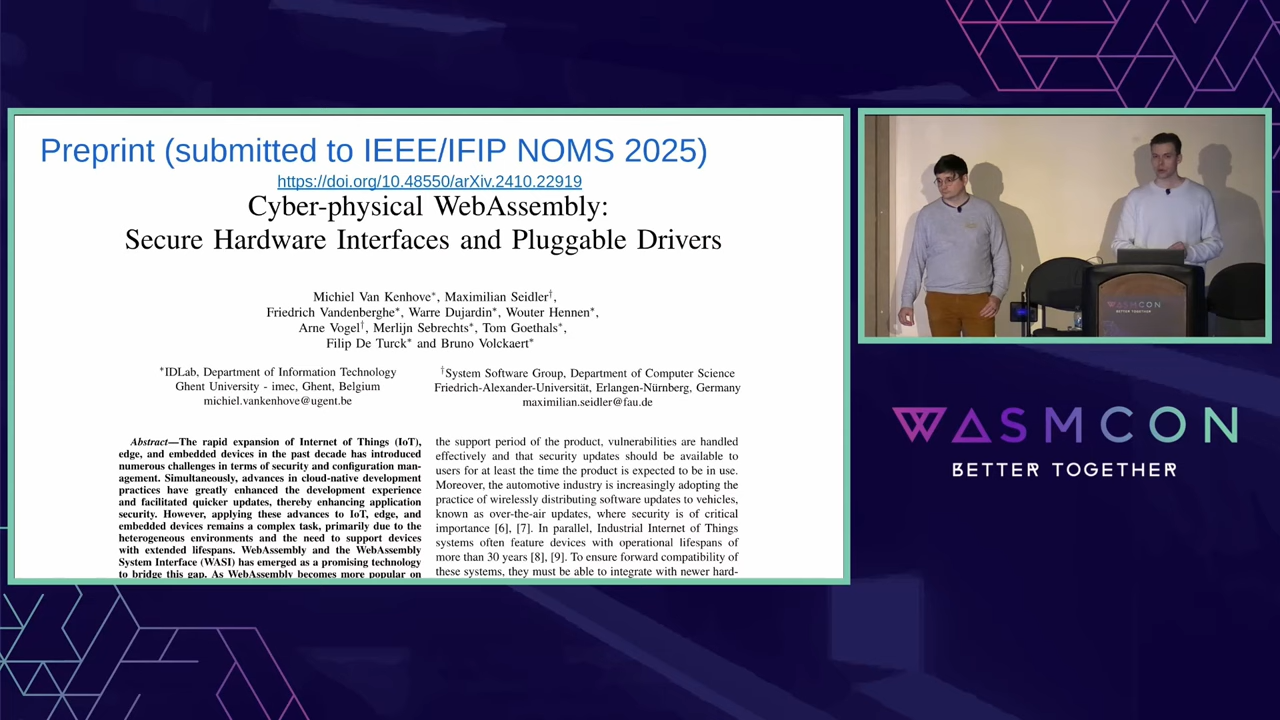 Preprint (submitted to IEEE/IFIP NOMS 2025)
https://doi.org/10.48550/arXiv.2410.22919
Cyber-physical WebAssembly:
Secure Hardware Interfaces and Pluggable Drivers
Michiel Van Kenhove*, Maximilian Seidler†,
Friedrich Vandenberghe*, Warre Dujardin*, Wouter Hennen*,
Arne Vogel†, Merlijn Sebrechts*, Tom Goethals*,
Filip De Turck* and Bruno Volckaert*
*IDLab, Department of Information Technology
Ghent University - imec, Ghent, Belgium
michiel.vankenhove@ugent.be
†System Software Group, Department of Computer Science
Friedrich-Alexander-Universität, Erlangen-Nürnberg, Germany
maximilian.seidler@fau.de
Abstract—The rapid expansion of Internet of Things (IoT),
edge, and embedded devices in the past decade has introduced
numerous challenges in terms of security and configuration man-
agement. Simultaneously, advances in cloud-native development
practices have greatly enhanced the development experience
and facilitated quicker updates, thereby enhancing application
security. However, applying these advances to IoT, edge, and
embedded devices remains a complex task, primarily due to the
heterogeneous environments and the need to support devices
with extended lifespans. WebAssembly and the WebAssembly
System Interface (WASI) has emerged as a promising technology
to bridge this gap. As WebAssembly becomes more popular on
the support period of the product, vulnerabilities are handled
effectively and that security updates should be available to
users for at least the time the product is expected to be in use.
Moreover, the automotive industry is increasingly adopting the
practice of wirelessly distributing software updates to vehicles,
known as over-the-air updates, where security is of critical
importance [6], [7]. In parallel, Industrial Internet of Things
systems often feature devices with operational lifespans of
more than 30 years [8], [9]. To ensure forward compatibility of
these systems, they must be able to integrate with newer hard-
WASMCON
BETTER TOGETHER
WASMCON
BETTER TOGETHER